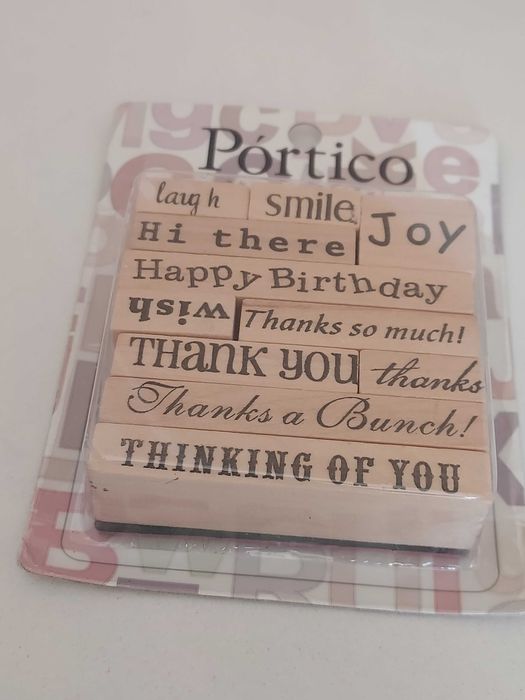 Pórtico
laugh smile
Joy
Hi there
Happy Birthday
wish Thanks so much!
THANK YOU thanks
Thanks a Bunch!
THINKING OF YOU